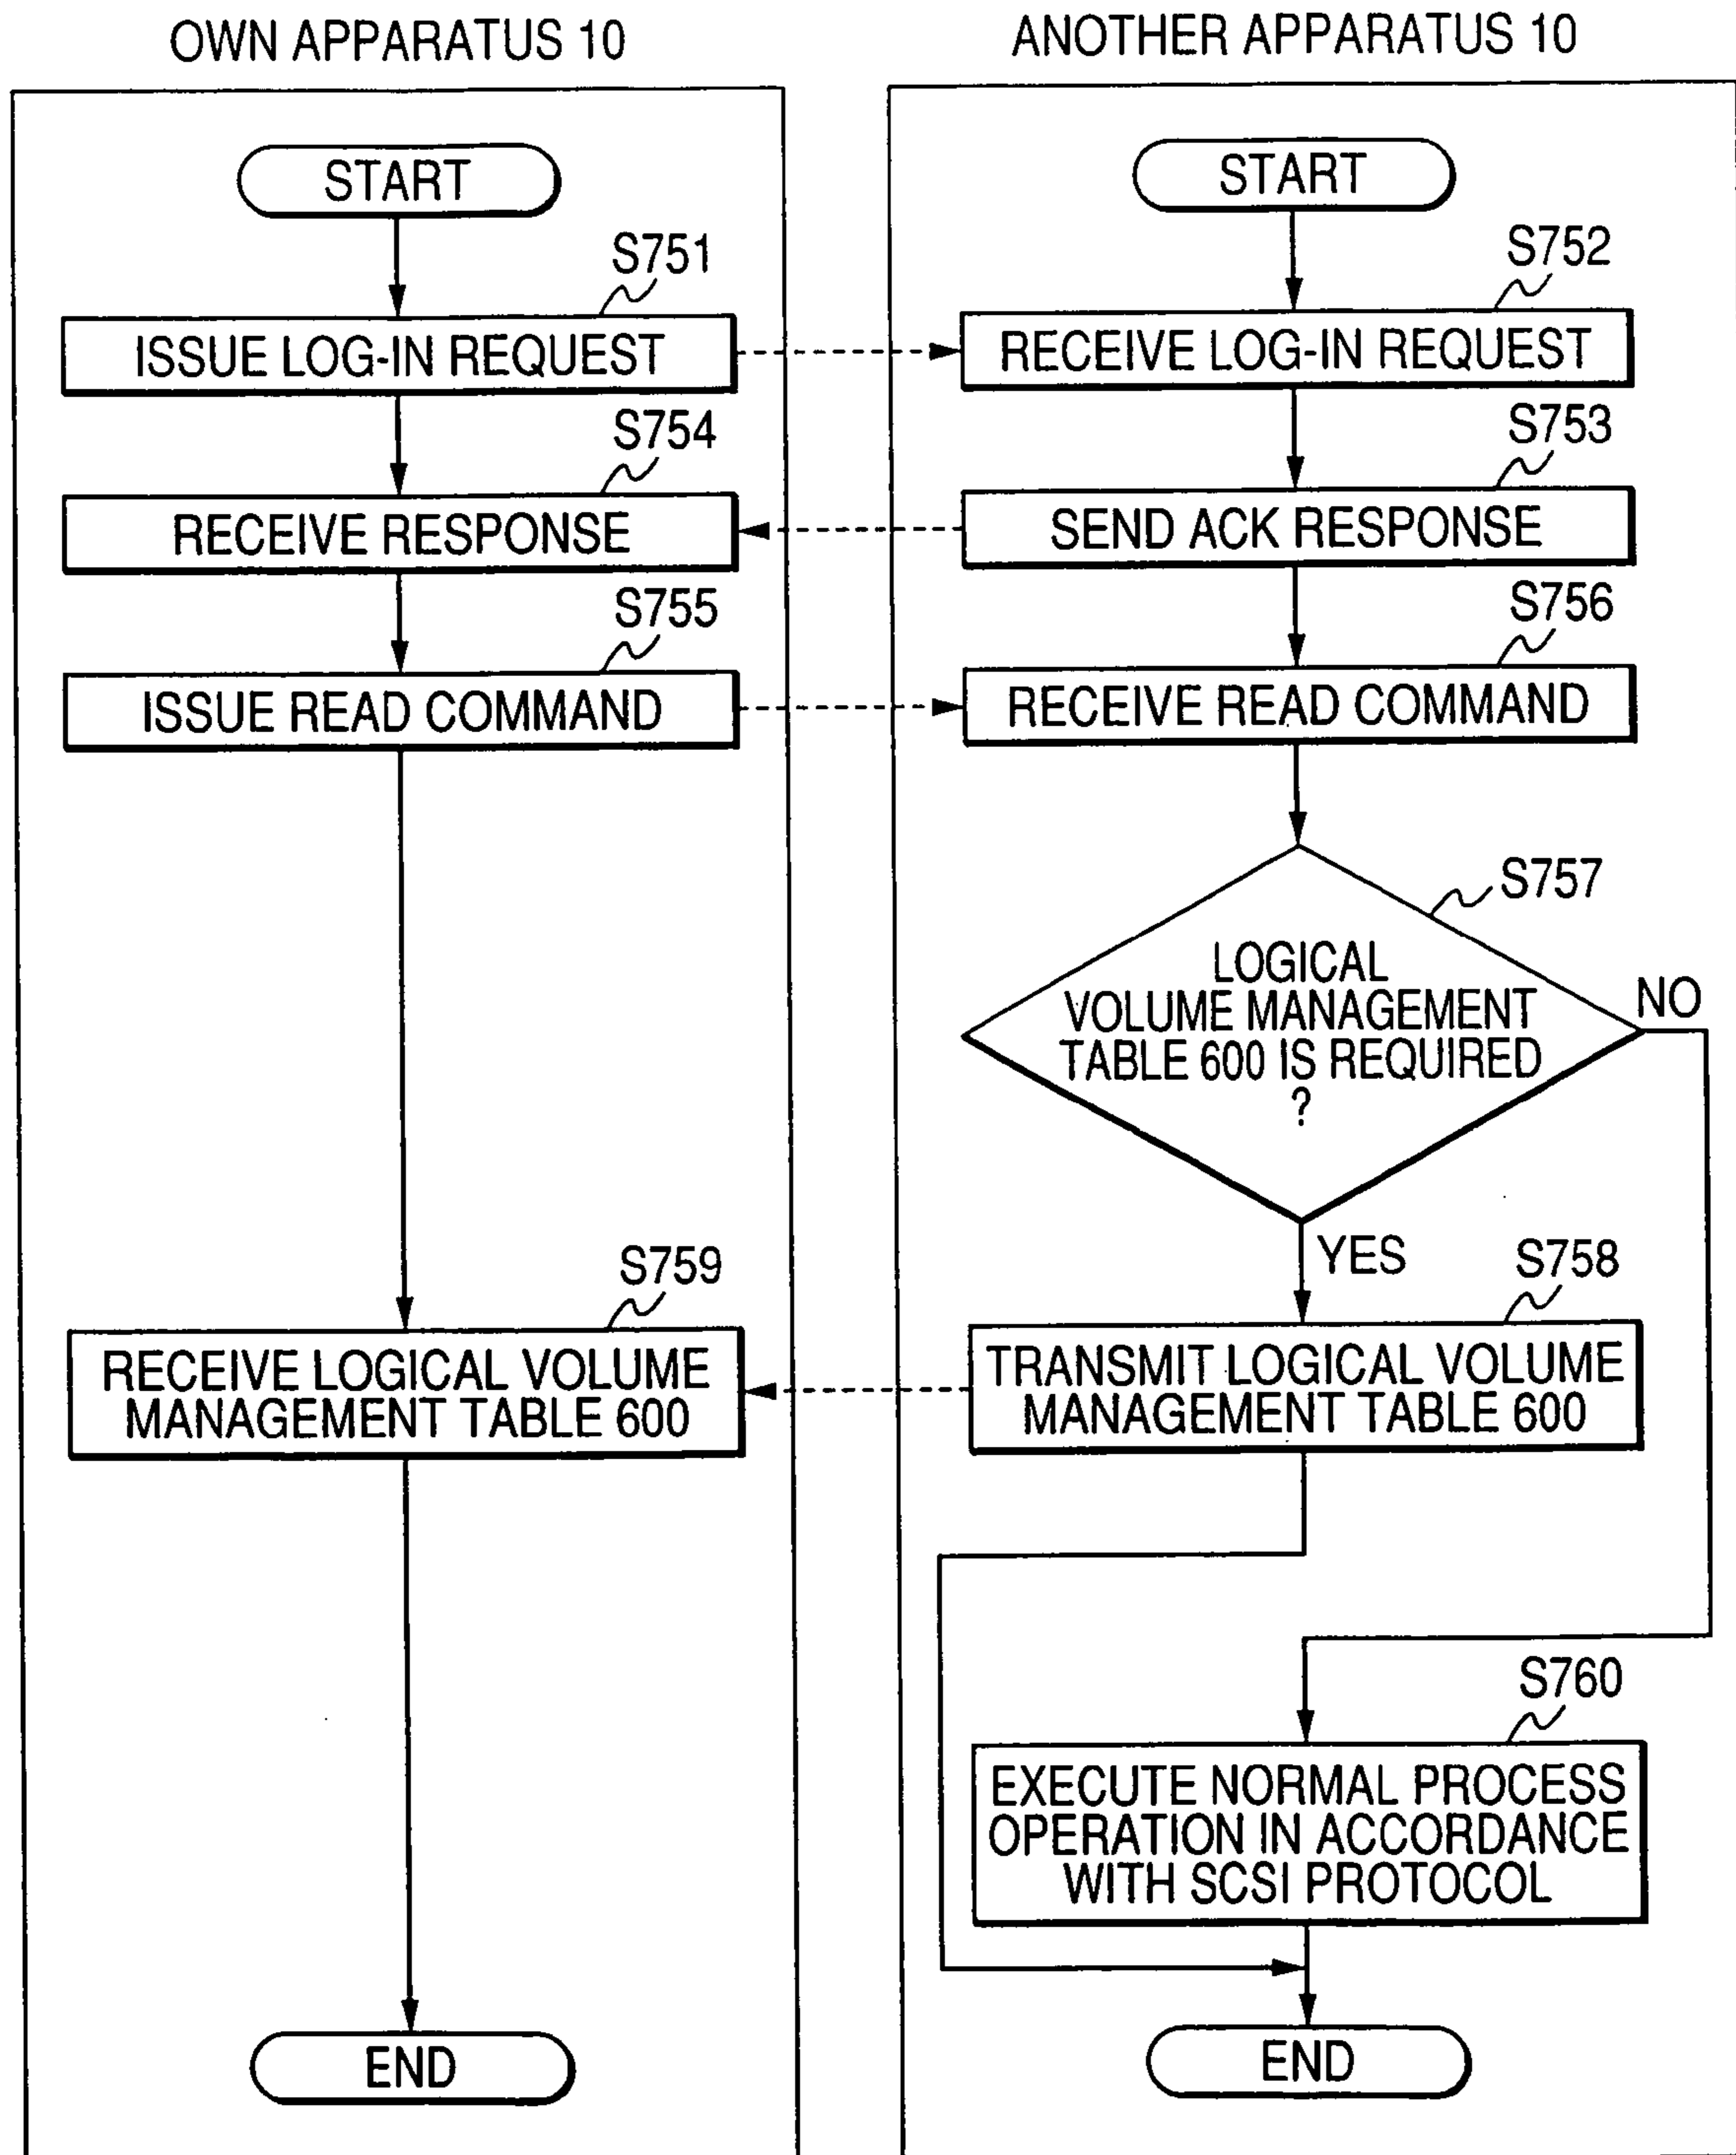 OWN APPARATUS 10
ANOTHER APPARATUS 10
START
START
S751
S752
ISSUE LOG-IN REQUEST
RECEIVE LOG-IN REQUEST
S754
S753
RECEIVE RESPONSE
SEND ACK RESPONSE
S755
S756
ISSUE READ COMMAND
RECEIVE READ COMMAND
S757
LOGICAL
VOLUME MANAGEMENT
TABLE 600 IS REQUIRED
?
NO
YES
S759
S758
RECEIVE LOGICAL VOLUME
MANAGEMENT TABLE 600
TRANSMIT LOGICAL VOLUME
MANAGEMENT TABLE 600
S760
EXECUTE NORMAL PROCESS
OPERATION IN ACCORDANCE
WITH SCSI PROTOCOL
END
END